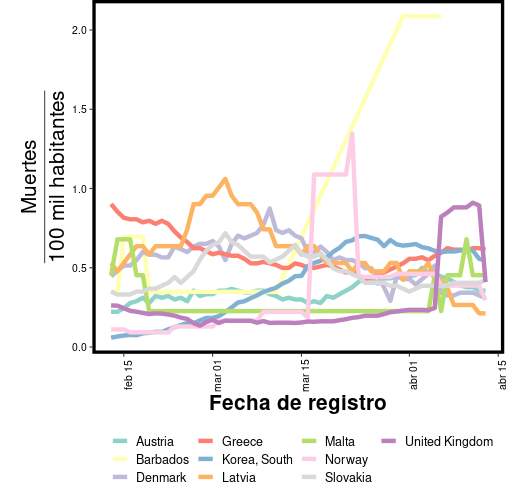 Muertes
100 mil habitantes
2.0
1.5
1.0
0.5
0.0
feb 15
mar 01
mar 15
abr 01
abr 15
Fecha de registro
Austria Greece Malta United Kingdom
Barbados Korea, South Norway
Denmark Latvia Slovakia